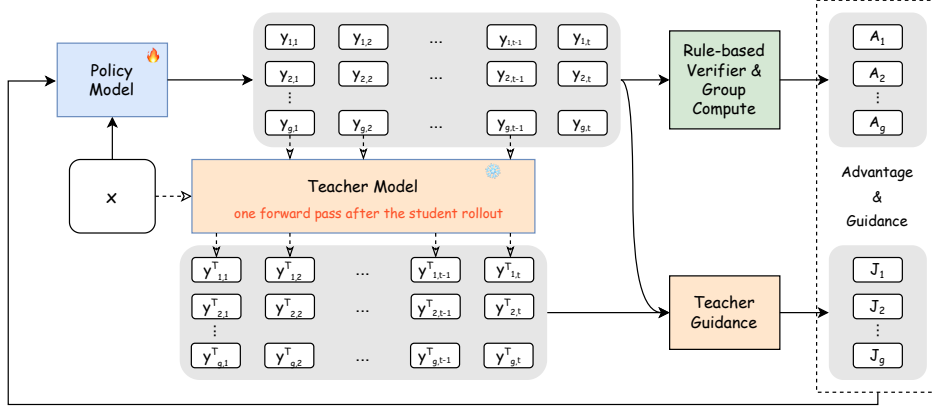 Policy
Model
x
y1,1 y1,2 ... y1,t-1 y1,t
y2,1 y2,2 ... y2,t-1 y2,t
⋮
yg,1 yg,2 ... yg,t-1 yg,t
Teacher Model
one forward pass after the student rollout
yT1,1 yT1,2 ... yT1,t-1 yT1,t
yT2,1 yT2,2 ... yT2,t-1 yT2,t
⋮
yTg,1 yTg,2 ... yTg,t-1 yTg,t
Rule-based
Verifier &
Group
Compute
Teacher
Guidance
A1
A2
⋮
Ag
Advantage
&
Guidance
J1
J2
⋮
Jg